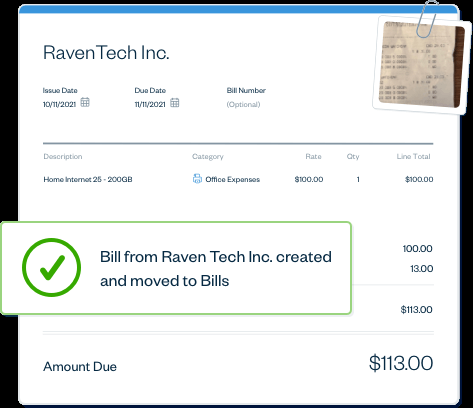 RavenTech Inc.
Issue Date Due Date Bill Number
10/11/2021 11/11/2021 (Optional)
Description Category Rate Qty Line Total
Home Internet 25 - 200GB Office Expenses $100.00 1 $100.00
Bill from Raven Tech Inc. created
and moved to Bills
100.00
13.00
$113.00
Amount Due $113.00